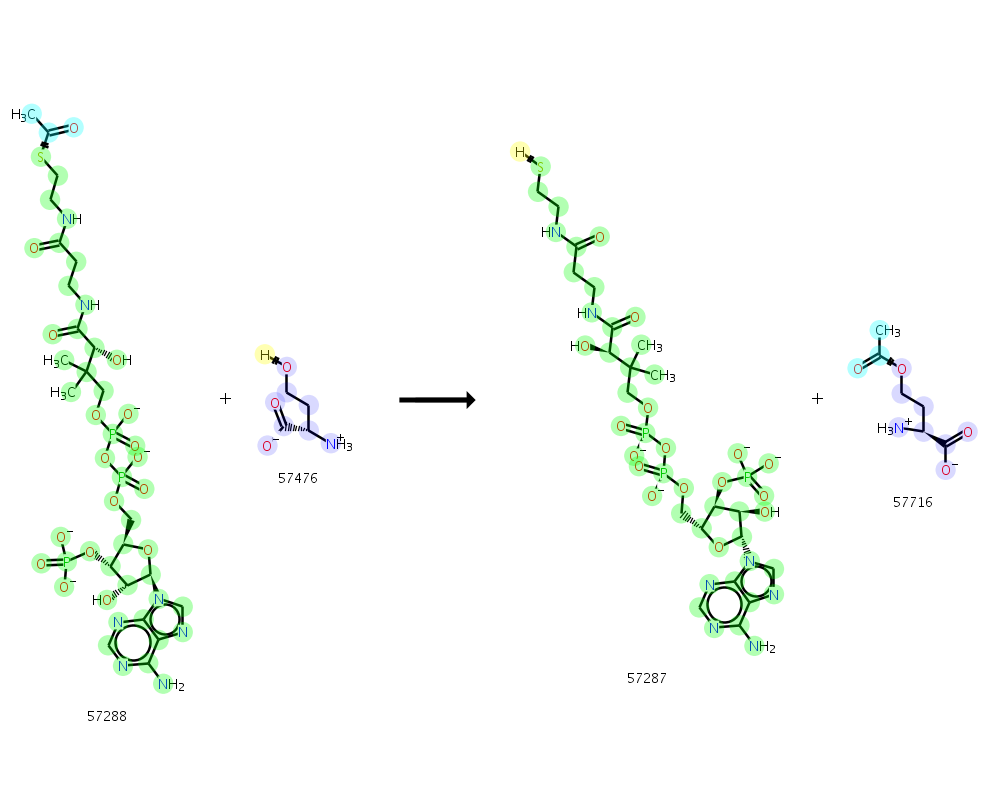 H₃C
O
S
NH
O
NH
O
OH
H₃C
H₃C
O
O⁻
P
O
O
O⁻
P
O
O
O⁻
O
P
O
O⁻
O
HO
N
N
N
N
NH₂
57288
+
H
O
O
O⁻
NH₃⁺
57476
H
S
HN
O
HN
O
HO
CH₃
CH₃
O
O
P
O
O⁻
O
P
O⁻
O
O⁻
O⁻
P
O
O
OH
O
N
N
N
N
NH₂
57287
+
CH₃
O
O
H₃N⁺
O
O⁻
57716